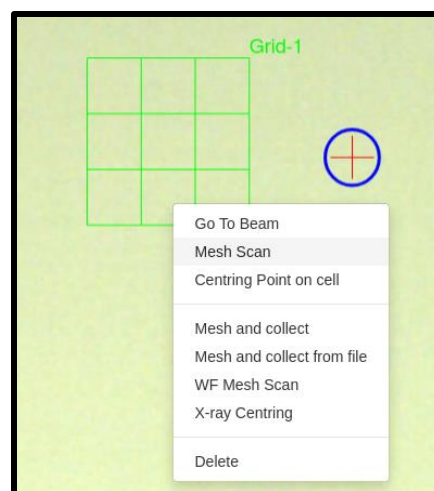 Grid-1
Go To Beam
Mesh Scan
Centring Point on cell
Mesh and collect
Mesh and collect from file
WF Mesh Scan
X-ray Centring
Delete